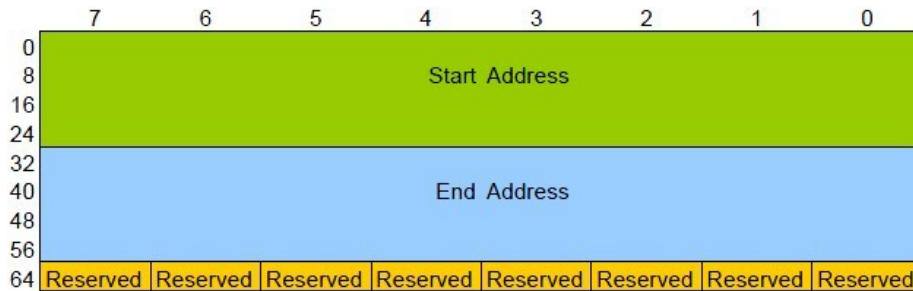 7 6 5 4 3 2 1 0
0
8 Start Address
16
24
32
40 End Address
48
56
64 Reserved Reserved Reserved Reserved Reserved Reserved Reserved Reserved